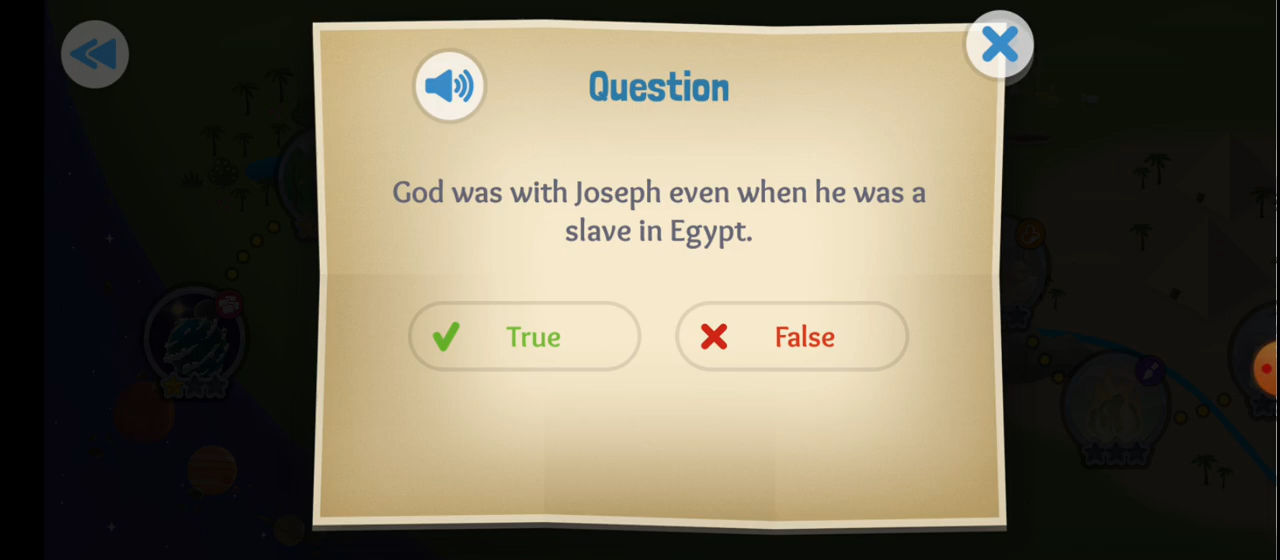 Question
God was with Joseph even when he was a
slave in Egypt.
True
False